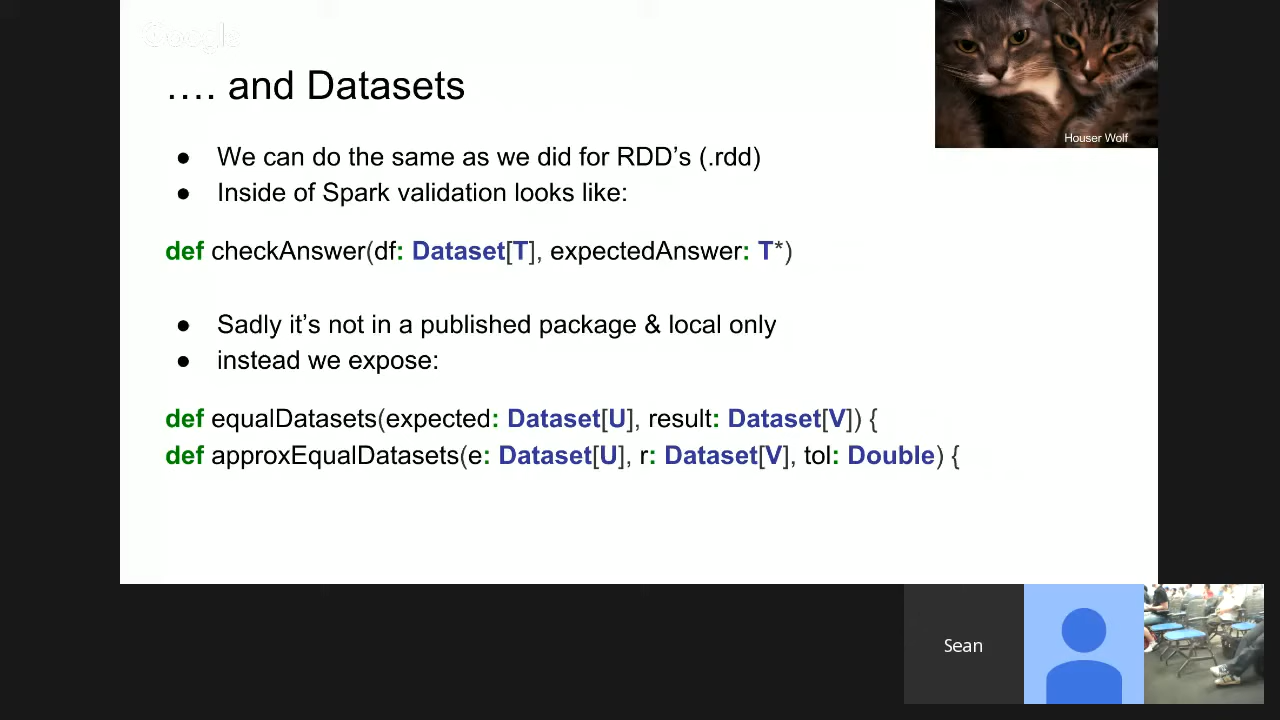 Google
…. and Datasets
Houser Wolf
● We can do the same as we did for RDD’s (.rdd)
● Inside of Spark validation looks like:
def checkAnswer(df: Dataset[T], expectedAnswer: T*)
● Sadly it’s not in a published package & local only
● instead we expose:
def equalDatasets(expected: Dataset[U], result: Dataset[V]) {
def approxEqualDatasets(e: Dataset[U], r: Dataset[V], tol: Double) {
Sean